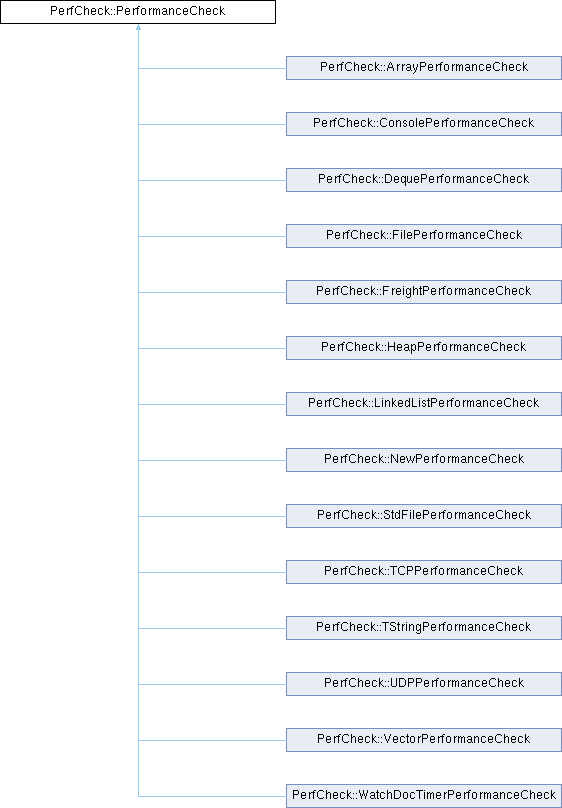 PerfCheck::PerformanceCheck
PerfCheck::ArrayPerformanceCheck
PerfCheck::ConsolePerformanceCheck
PerfCheck::DequePerformanceCheck
PerfCheck::FilePerformanceCheck
PerfCheck::FreightPerformanceCheck
PerfCheck::HeapPerformanceCheck
PerfCheck::LinkedListPerformanceCheck
PerfCheck::NewPerformanceCheck
PerfCheck::StdFilePerformanceCheck
PerfCheck::TCPPerformanceCheck
PerfCheck::TStringPerformanceCheck
PerfCheck::UDPPerformanceCheck
PerfCheck::VectorPerformanceCheck
PerfCheck::WatchDocTimerPerformanceCheck